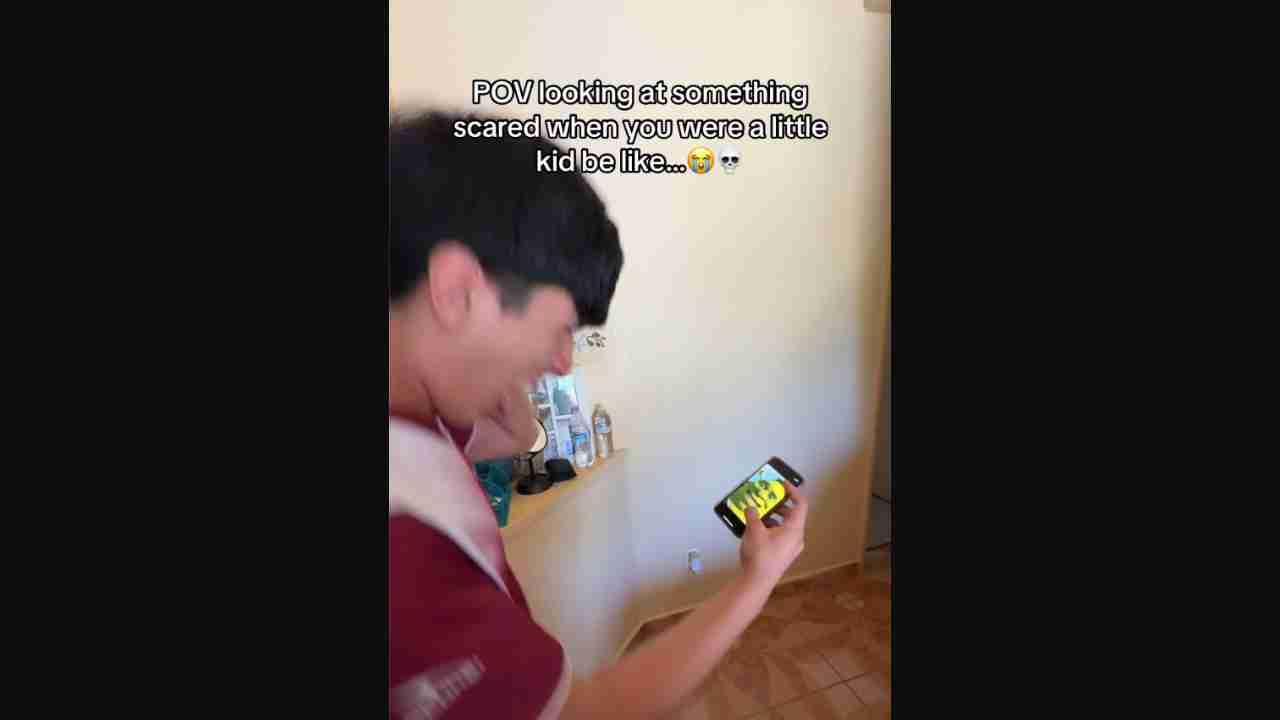 POV looking at something
scared when you were a little
kid be like...😭💀